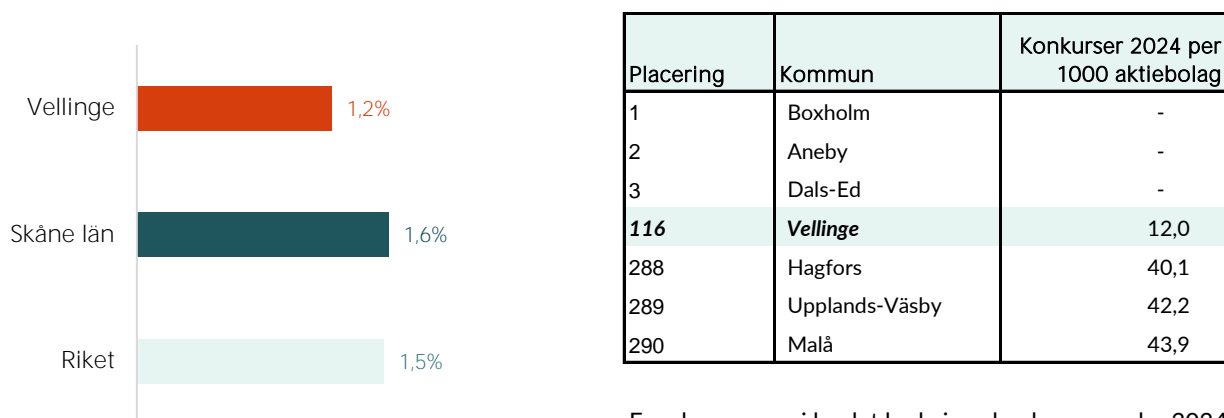 Vellinge
1,2%
Skåne län
1,6%
Riket
1,5%
Placering Kommun Konkurser 2024 per
1000 aktiebolag
1 Boxholm -
2 Aneby -
3 Dals-Ed -
116 Vellinge 12,0
288 Hagfors 40,1
289 Upplands-Väsby 42,2
290 Malå 43,9